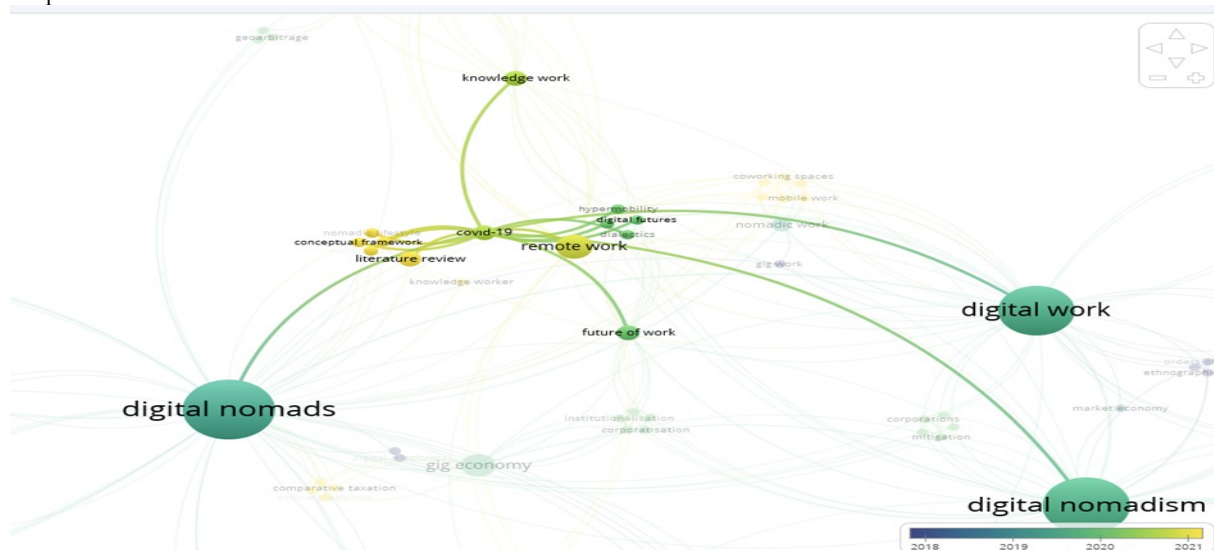 geoarbitrage
knowledge work
coworking spaces
mobile work
hypermobility
digital futures
nomadic work
covid-19
dialectics
nomadic lifestyle
conceptual framework
remote work
literature review
gig work
knowledge worker
digital work
future of work
ethnographic
market economy
digital nomads
institutionalisation
corporations
corporatisation
mitigation
gig economy
comparative taxation
digital nomadism
2018 2019 2020 2021